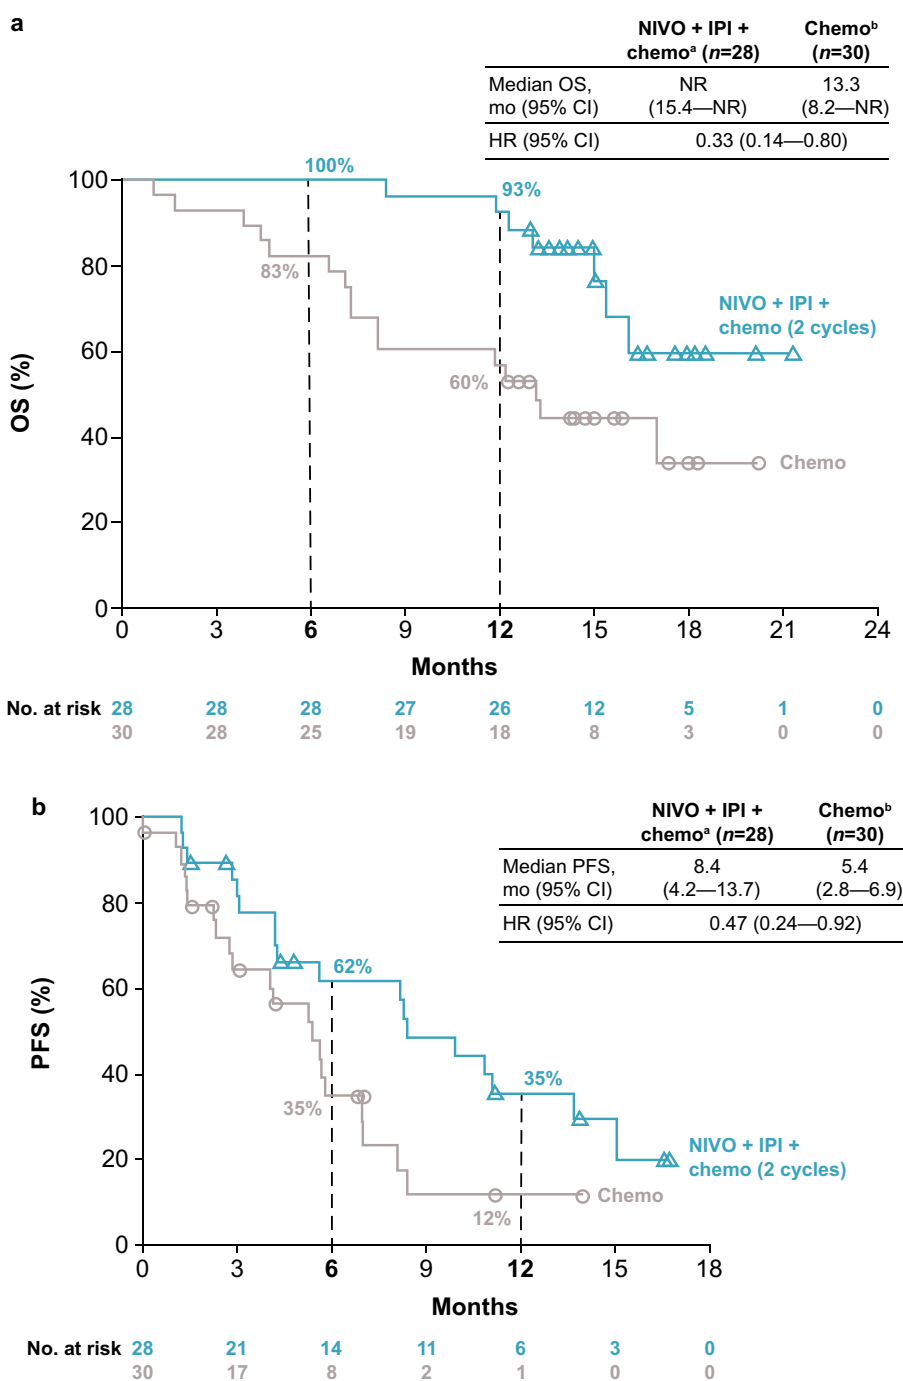 a
NIVO + IPI + Chemoᵇ
chemoᵃ (n=28) (n=30)
Median OS, NR 13.3
mo (95% CI) (15.4—NR) (8.2—NR)
HR (95% CI) 0.33 (0.14—0.80)
100%
93%
83%
60%
NIVO + IPI +
chemo (2 cycles)
Chemo
OS (%)
100
80
60
40
20
0
0 3 6 9 12 15 18 21 24
Months
No. at risk 28 28 28 27 26 12 5 1 0
30 28 25 19 18 8 3 0 0
b
NIVO + IPI + Chemoᵇ
chemoᵃ (n=28) (n=30)
Median PFS, 8.4 5.4
mo (95% CI) (4.2—13.7) (2.8—6.9)
HR (95% CI) 0.47 (0.24—0.92)
62%
35%
35%
12%
NIVO + IPI +
chemo (2 cycles)
Chemo
PFS (%)
100
80
60
40
20
0
0 3 6 9 12 15 18
Months
No. at risk 28 21 14 11 6 3 0
30 17 8 2 1 0 0